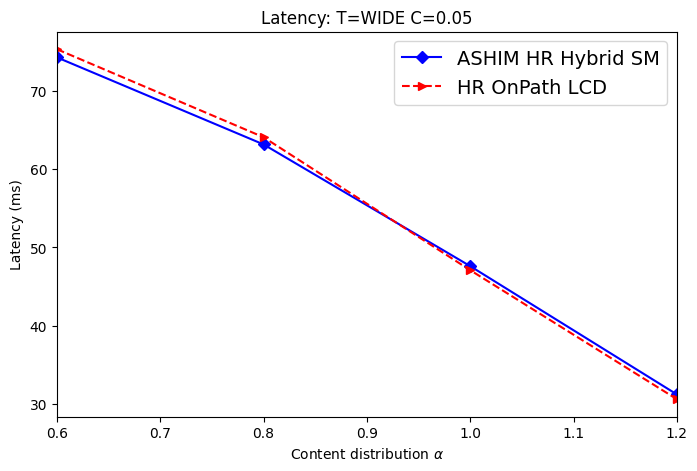 Latency: T=WIDE C=0.05
ASHIM HR Hybrid SM
HR OnPath LCD
Latency (ms)
70
60
50
40
30
0.6 0.7 0.8 0.9 1.0 1.1 1.2
Content distribution α